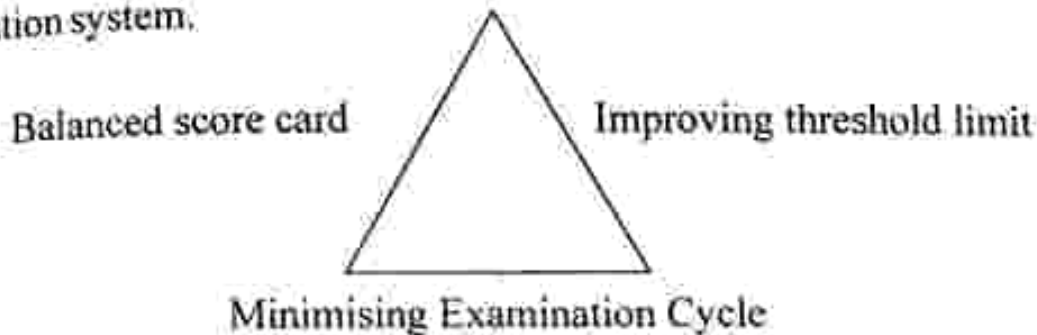 tion system.
Balanced score card
Improving threshold limit
Minimising Examination Cycle